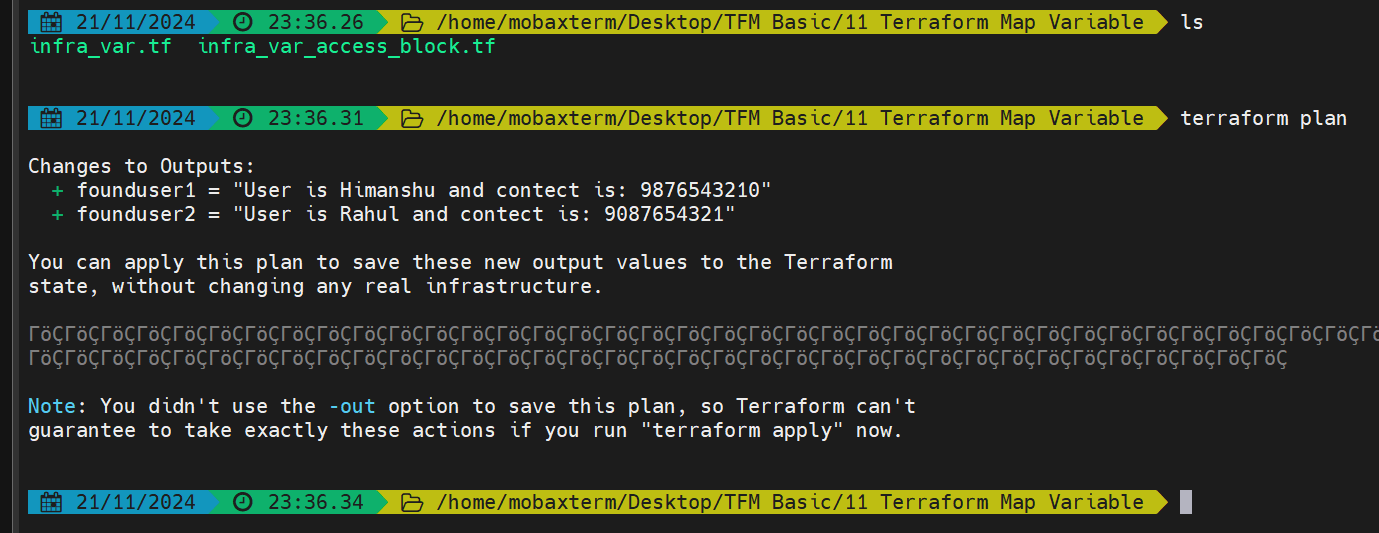 21/11/2024 23:36.26 /home/mobaxterm/Desktop/TFM Basic/11 Terraform Map Variable ls
infra_var.tf infra_var_access_block.tf
21/11/2024 23:36.31 /home/mobaxterm/Desktop/TFM Basic/11 Terraform Map Variable terraform plan
Changes to Outputs:
+ founduser1 = "User is Himanshu and contect is: 9876543210"
+ founduser2 = "User is Rahul and contect is: 9087654321"
You can apply this plan to save these new output values to the Terraform
state, without changing any real infrastructure.
ΓöÇΓöÇΓöÇΓöÇΓöÇΓöÇΓöÇΓöÇΓöÇΓöÇΓöÇΓöÇΓöÇΓöÇΓöÇΓöÇΓöÇΓöÇΓöÇΓöÇΓöÇΓöÇΓöÇΓöÇΓöÇΓöÇΓöÇΓöÇΓöÇΓöÇΓöÇΓöÇΓöÇΓöÇΓöÇΓöÇΓöÇΓö
ΓöÇΓöÇΓöÇΓöÇΓöÇΓöÇΓöÇΓöÇΓöÇΓöÇΓöÇΓöÇΓöÇΓöÇΓöÇΓöÇΓöÇΓöÇΓöÇΓöÇΓöÇΓöÇΓöÇΓöÇΓöÇΓöÇΓöÇΓöÇΓöÇΓöÇΓöÇΓöÇΓöÇΓöÇΓöÇ
Note: You didn't use the -out option to save this plan, so Terraform can't
guarantee to take exactly these actions if you run "terraform apply" now.
21/11/2024 23:36.34 /home/mobaxterm/Desktop/TFM Basic/11 Terraform Map Variable